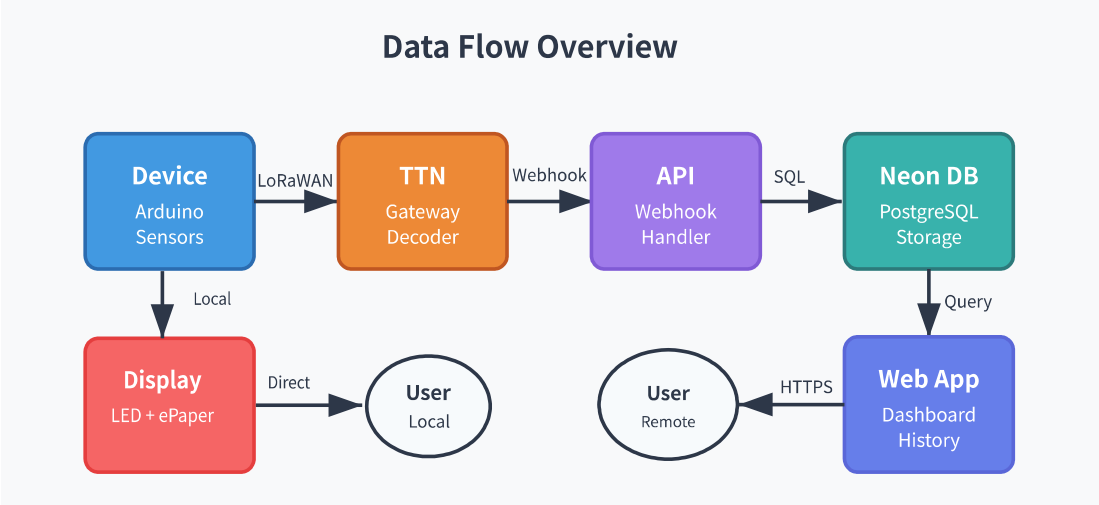 Data Flow Overview
Device
Arduino
Sensors
LoRaWAN
TTN
Gateway
Decoder
Webhook
API
Webhook
Handler
SQL
Neon DB
PostgreSQL
Storage
Local
Query
Display
LED + ePaper
Direct
User
Local
User
Remote
HTTPS
Web App
Dashboard
History